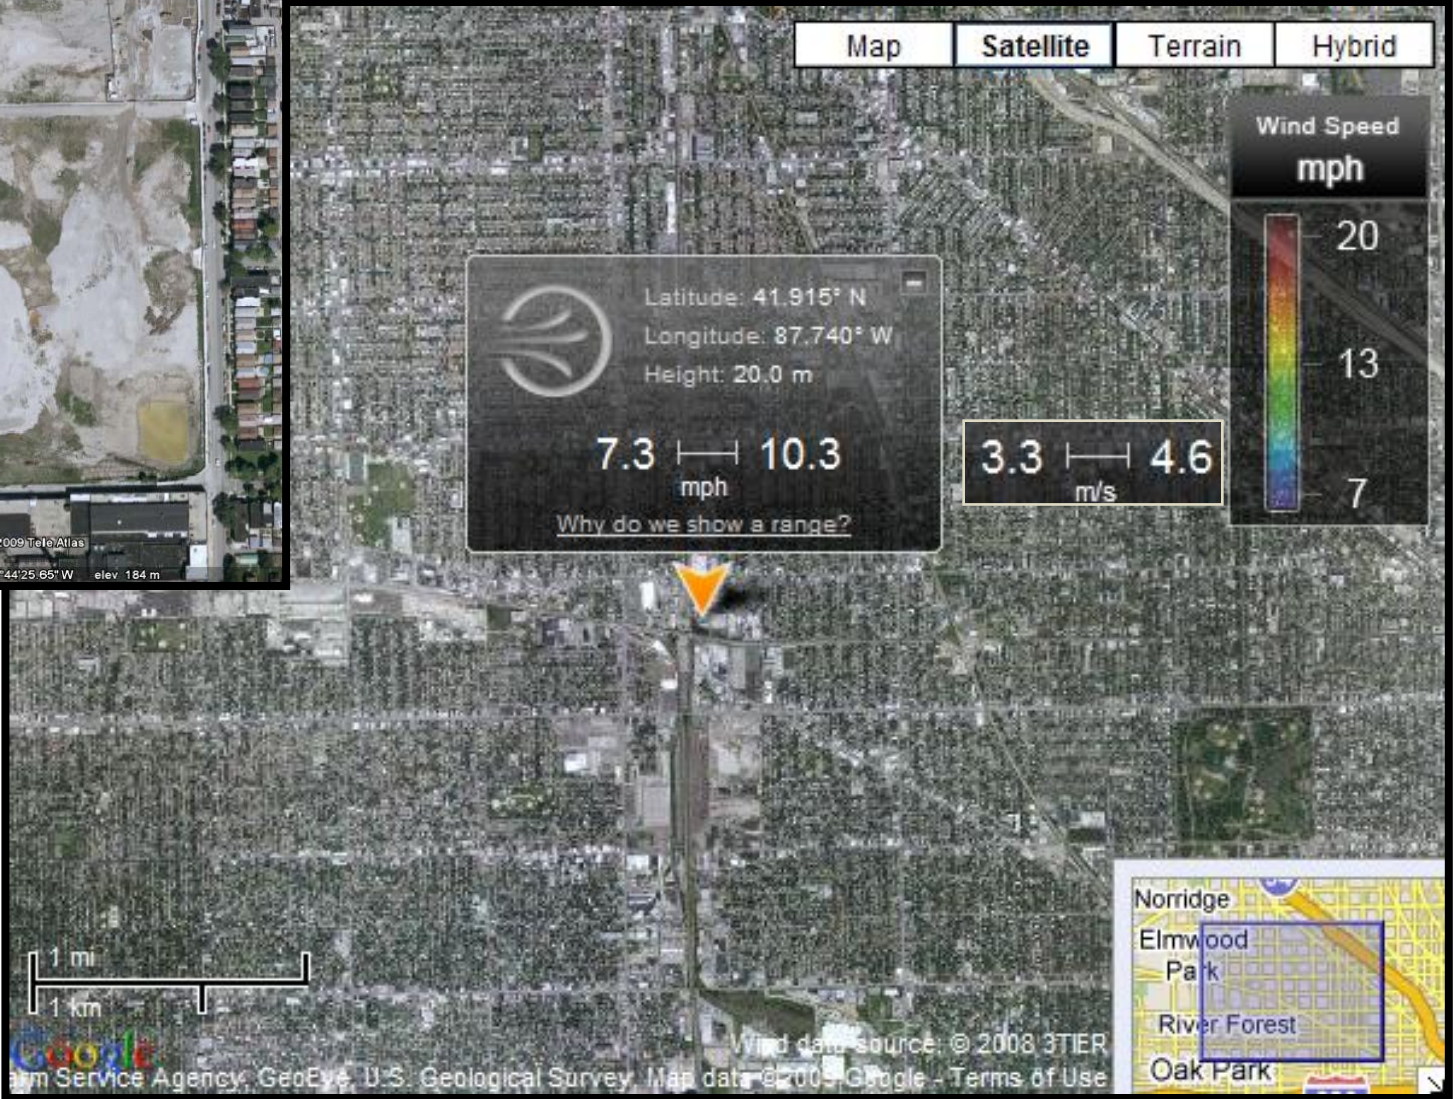 Map
Satellite
Terrain
Hybrid
Wind Speed
mph
20
13
7
Latitude: 41.915° N
Longitude: 87.740° W
Height: 20.0 m
7.3 10.3
mph
Why do we show a range?
3.3 4.6
m/s
2009 Tele Atlas
°44'25.65" W elev 184 m
1 mi
1 km
Google
Wind data source: © 2008 3TIER
arm Service Agency, GeoEye, U.S. Geological Survey, Map data ©2009 Google - Terms of Use
Norridge
Elmwood
Park
River Forest
Oak Park